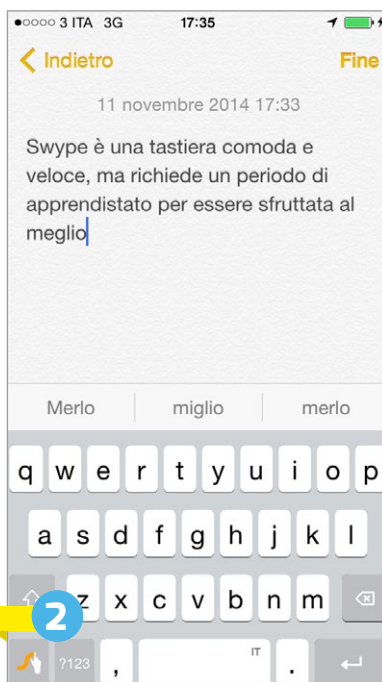 3 ITA 3G 17:35
Indietro Fine
11 novembre 2014 17:33
Swype è una tastiera comoda e
veloce, ma richiede un periodo di
apprendistato per essere sfruttata al
meglio
Merlo miglio merlo
q w e r t y u i o p
a s d f g h j k l
z x c v b n m
2
?123 , IT .